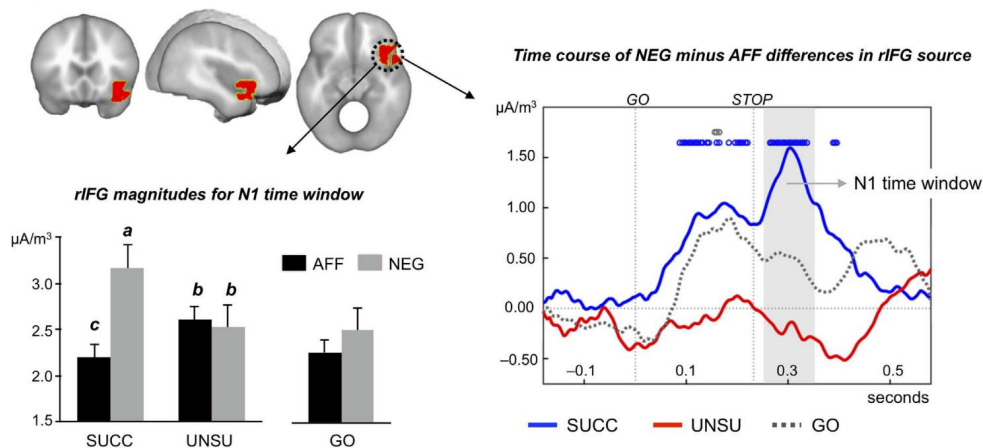 Time course of NEG minus AFF differences in rIFG source
µA/m³
GO
STOP
1.50
1.00
0.50
0.00
–0.50
N1 time window
–0.1
0.1
0.3
0.5
seconds
SUCC
UNSU
GO
rIFG magnitudes for N1 time window
µA/m³
3.5
3.0
2.5
2.0
1.5
c
a
b
b
AFF
NEG
SUCC
UNSU
GO